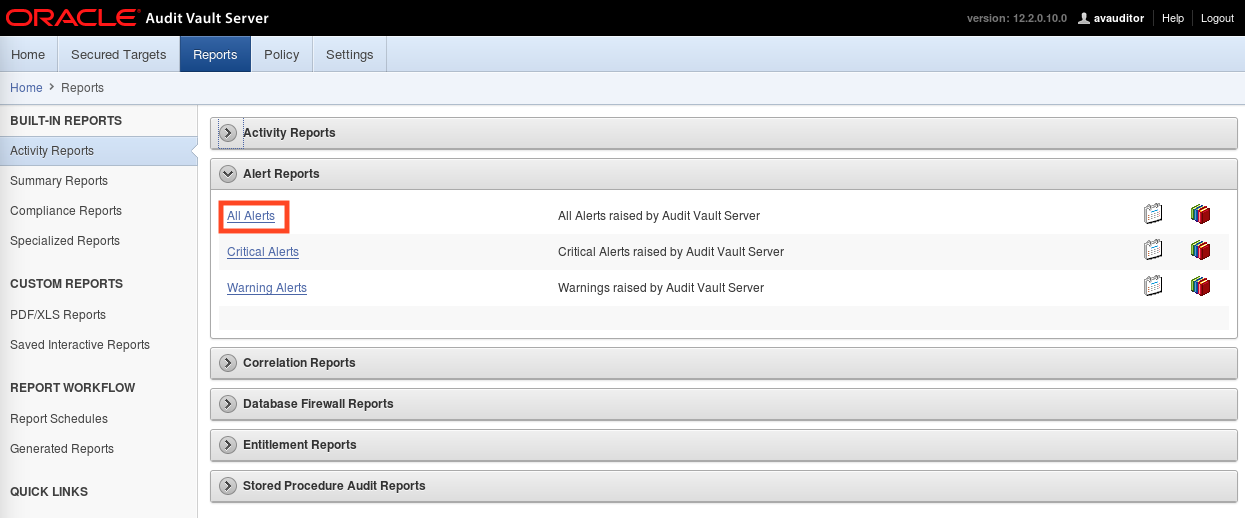 ORACLE Audit Vault Server
version: 12.2.0.10.0 avauditor Help Logout
Home Secured Targets Reports Policy Settings
Home > Reports
BUILT-IN REPORTS
Activity Reports
Summary Reports
Compliance Reports
Specialized Reports
CUSTOM REPORTS
PDF/XLS Reports
Saved Interactive Reports
REPORT WORKFLOW
Report Schedules
Generated Reports
QUICK LINKS
Activity Reports
Alert Reports
All Alerts All Alerts raised by Audit Vault Server
Critical Alerts Critical Alerts raised by Audit Vault Server
Warning Alerts Warnings raised by Audit Vault Server
Correlation Reports
Database Firewall Reports
Entitlement Reports
Stored Procedure Audit Reports